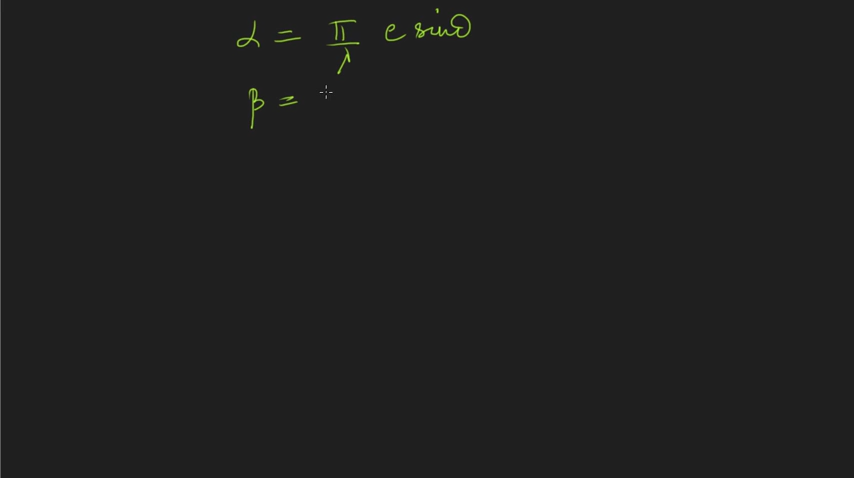 α = π/λ e sinθ
β =